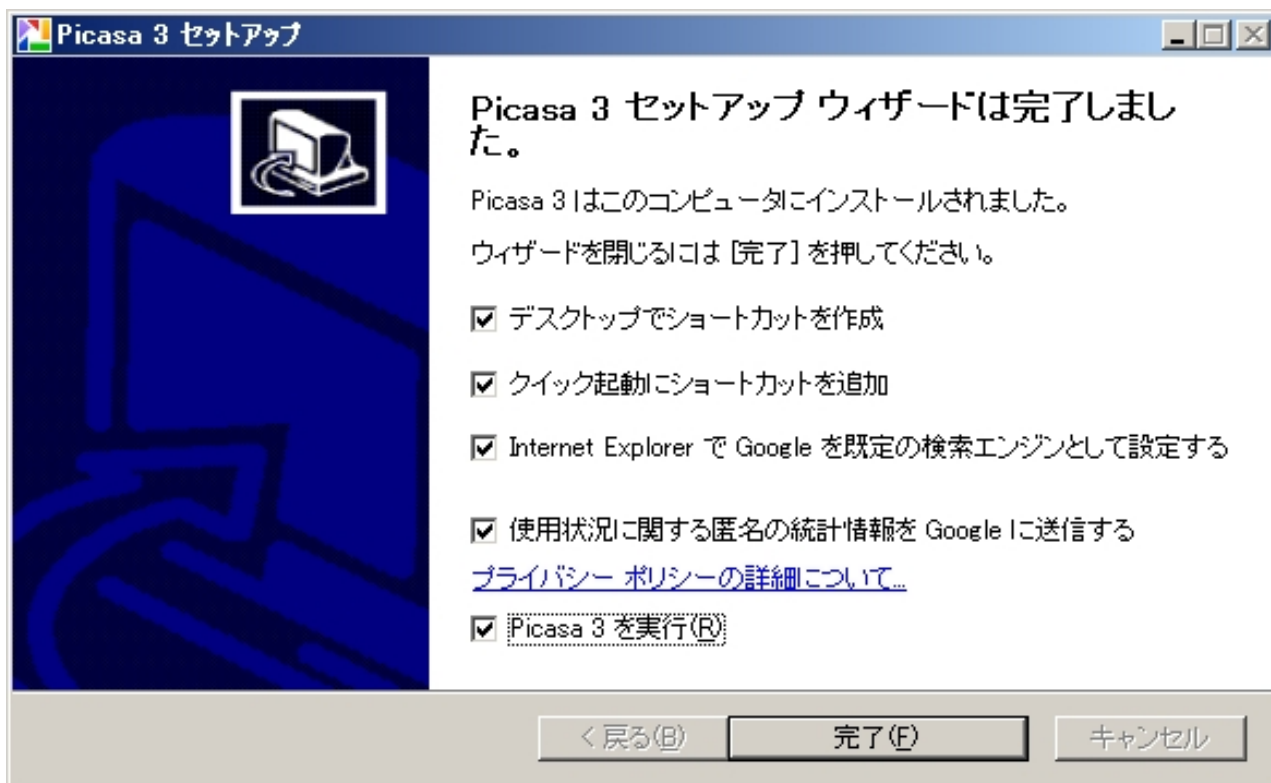 Picasa 3 セットアップ
Picasa 3 セットアップ ウィザードは完了しまし
た。
Picasa 3 はこのコンピュータにインストールされました。
ウィザードを閉じるには [完了] を押してください。
デスクトップでショートカットを作成
クイック起動にショートカットを追加
Internet Explorer で Google を既定の検索エンジンとして設定する
使用状況に関する匿名の統計情報を Google に送信する
プライバシー ポリシーの詳細について...
Picasa 3 を実行(R)
< 戻る(B) 完了(F) キャンセル